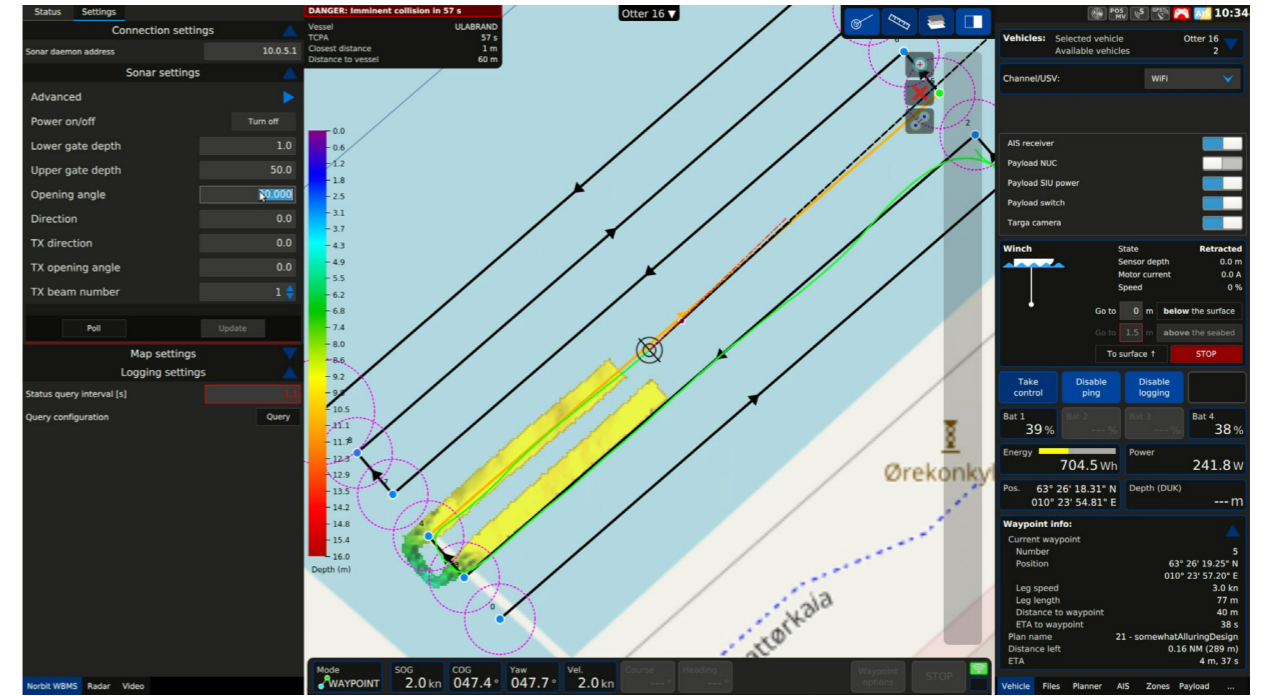 Status Settings
Connection settings
Sonar daemon address 10.0.5.1
Sonar settings
Advanced
Power on/off Turn off
Lower gate depth 1.0
Upper gate depth 50.0
Opening angle
Direction 0.0
TX direction 0.0
TX opening angle 0.0
TX beam number 1
Poll Update
Map settings
Logging settings
Status query interval [s]
Query configuration Query
Norbit WBMS Radar Video
DANGER: Imminent collision in 57 s
Vessel ULABRAND
TCPA 57 s
Closest distance 1 m
Distance to vessel 60 m
Otter 16 ▼
0.0
0.6
1.2
1.8
2.5
3.1
3.7
4.3
4.9
5.5
6.2
6.8
7.4
8.0
8.6
9.2
10.5
11.1
12.3
12.9
13.5
14.2
14.8
15.4
16.0
Depth (m)
2
8
7
4
0
Ørekonkyl
attørkaia
Mode WAYPOINT
SOG 2.0 kn
COG 047.4 °
Yaw 047.7 °
Vel. 2.0 kn
Course ---°
Heading ---°
Waypoint options
STOP
POS MV
S
10:34
Vehicles: Selected vehicle Otter 16
Available vehicles 2
Channel/USV: WiFi
AIS receiver
Payload NUC
Payload SIU power
Payload switch
Targa camera
Winch State Retracted
Sensor depth 0.0 m
Motor current 0.0 A
Speed 0 %
Go to 0 m below the surface
Go to 1.5 m above the seabed
To surface ↑ STOP
Take control
Disable ping
Disable logging
Bat 1 39 %
Bat 2 ---%
Bat 3 ---%
Bat 4 38 %
Energy 704.5 Wh
Power 241.8 W
Pos. 63° 26' 18.31" N
010° 23' 54.81" E
Depth (DUK) --- m
Waypoint info:
Current waypoint
Number 5
Position 63° 26' 19.25" N
010° 23' 57.20" E
Leg speed 3.0 kn
Leg length 77 m
Distance to waypoint 40 m
ETA to waypoint 38 s
Plan name 21 - somewhatAlluringDesign
Distance left 0.16 NM (289 m)
ETA 4 m, 37 s
Vehicle Files Planner AIS Zones Payload ...